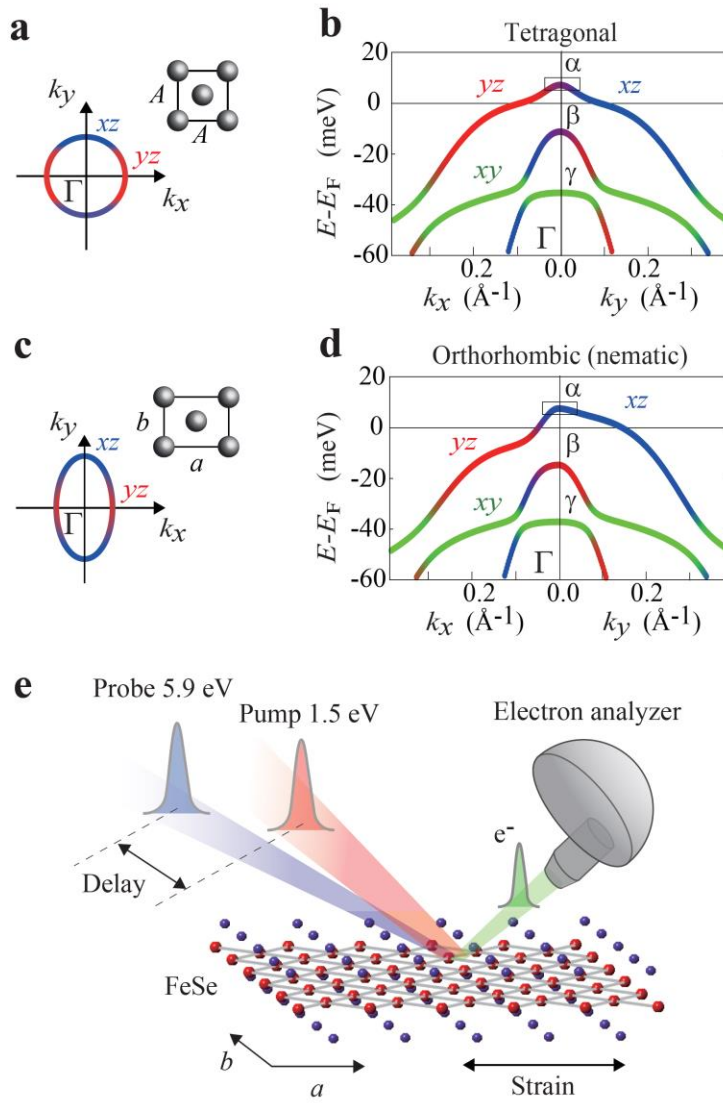 a
k_y
xz
yz
Γ
k_x
A
A
b
Tetragonal
20
0
-20
-40
-60
E-E_F (meV)
α
yz
xz
β
xy
γ
Γ
0.2 0.0 0.2
k_x (Å⁻¹) k_y (Å⁻¹)
c
k_y
xz
yz
Γ
k_x
b
a
d
Orthorhombic (nematic)
20
0
-20
-40
-60
E-E_F (meV)
α
xz
yz
β
xy
γ
Γ
0.2 0.0 0.2
k_x (Å⁻¹) k_y (Å⁻¹)
e
Probe 5.9 eV
Pump 1.5 eV
Electron analyzer
e⁻
Delay
FeSe
b
a
Strain